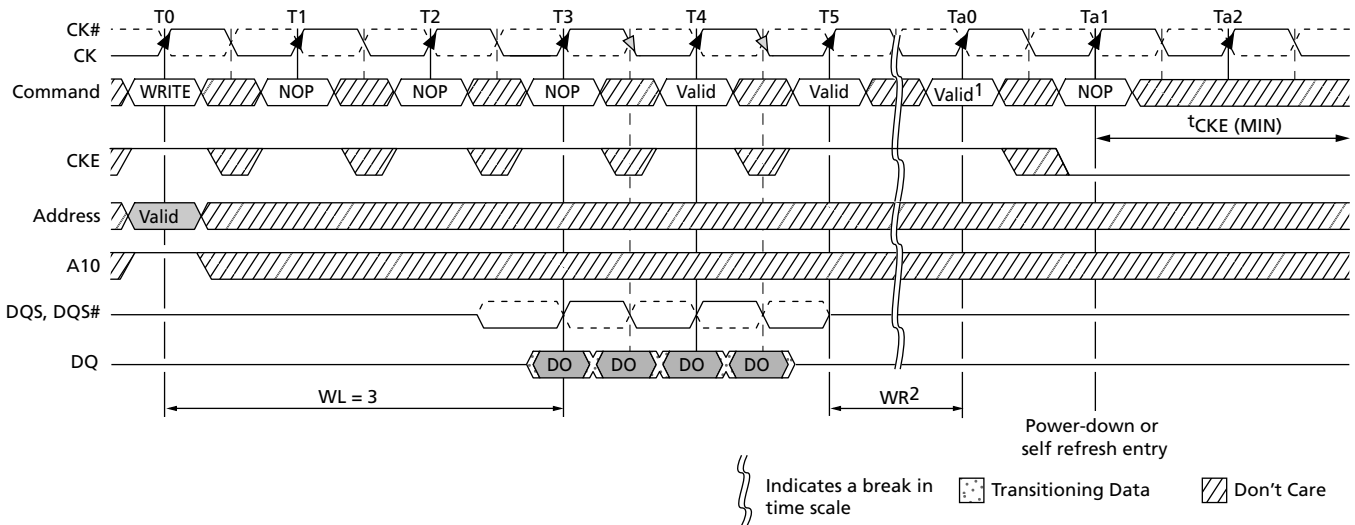 T0 T1 T2 T3 T4 T5 Ta0 Ta1 Ta2
CK#
CK
Command WRITE NOP NOP NOP Valid Valid Valid1 NOP
tCKE (MIN)
CKE
Address Valid
A10
DQS, DQS#
DQ DO DO DO DO
WL = 3 WR2
Power-down or
self refresh entry
Indicates a break in
time scale
Transitioning Data
Don't Care